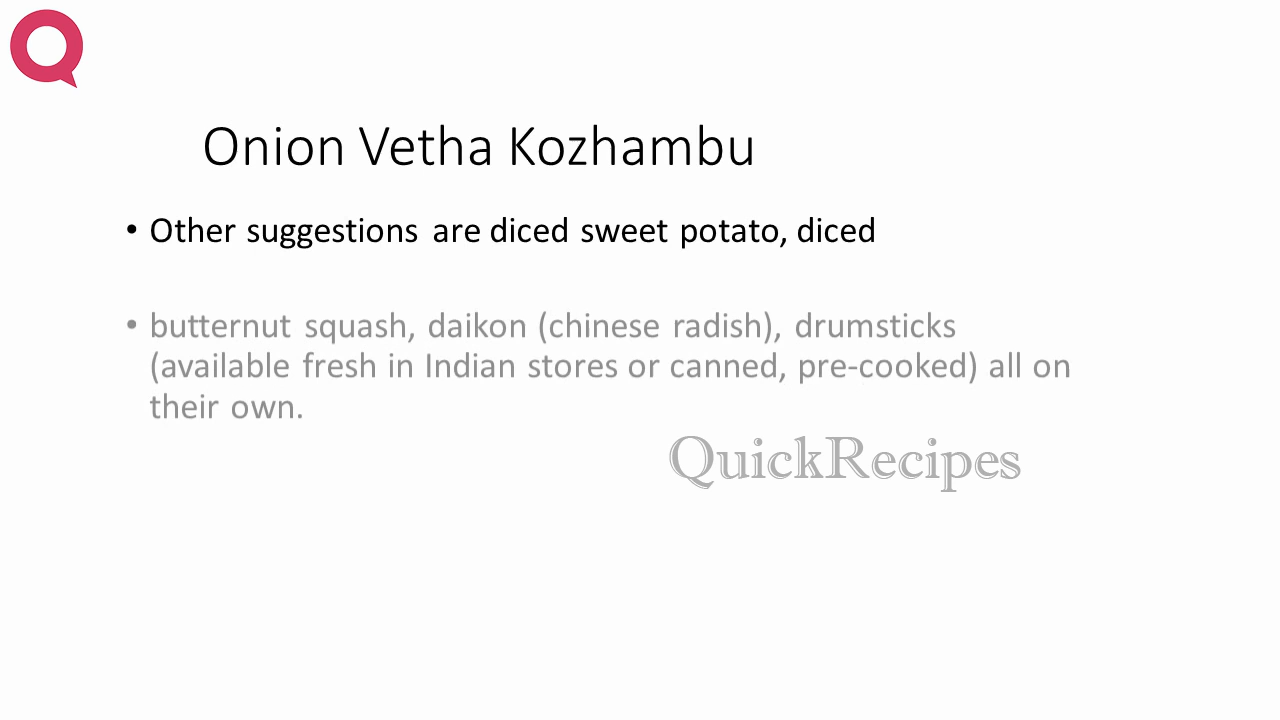 Onion Vetha Kozhambu
• Other suggestions are diced sweet potato, diced
• butternut squash, daikon (chinese radish), drumsticks
(available fresh in Indian stores or canned, pre-cooked) all on
their own.
QuickRecipes